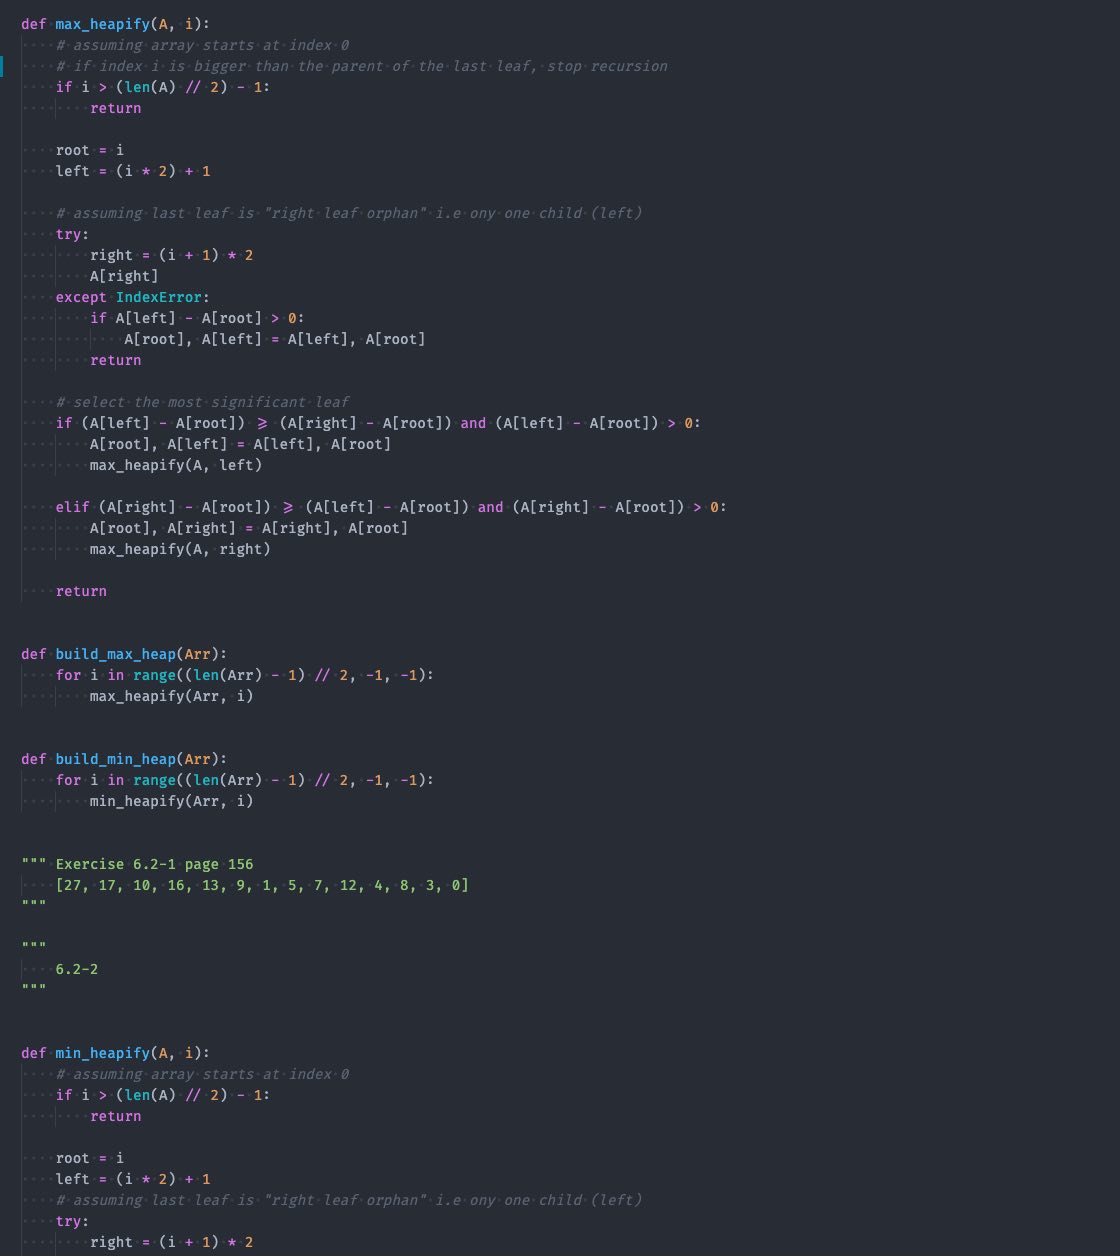 def max_heapify(A, i):
    # assuming array starts at index 0
    # if index i is bigger than the parent of the last leaf, stop recursion
    if i > (len(A) // 2) - 1:
        return
    root = i
    left = (i * 2) + 1
    # assuming last leaf is "right leaf orphan" i.e ony one child (left)
    try:
        right = (i + 1) * 2
        A[right]
    except IndexError:
        if A[left] - A[root] > 0:
            A[root], A[left] = A[left], A[root]
        return
    # select the most significant leaf
    if (A[left] - A[root]) >= (A[right] - A[root]) and (A[left] - A[root]) > 0:
        A[root], A[left] = A[left], A[root]
        max_heapify(A, left)
    elif (A[right] - A[root]) >= (A[left] - A[root]) and (A[right] - A[root]) > 0:
        A[root], A[right] = A[right], A[root]
        max_heapify(A, right)
    return
def build_max_heap(Arr):
    for i in range((len(Arr) - 1) // 2, -1, -1):
        max_heapify(Arr, i)
def build_min_heap(Arr):
    for i in range((len(Arr) - 1) // 2, -1, -1):
        min_heapify(Arr, i)
""" Exercise 6.2-1 page 156
    [27, 17, 10, 16, 13, 9, 1, 5, 7, 12, 4, 8, 3, 0]
"""
"""
    6.2-2
"""
def min_heapify(A, i):
    # assuming array starts at index 0
    if i > (len(A) // 2) - 1:
        return
    root = i
    left = (i * 2) + 1
    # assuming last leaf is "right leaf orphan" i.e ony one child (left)
    try:
        right = (i + 1) * 2